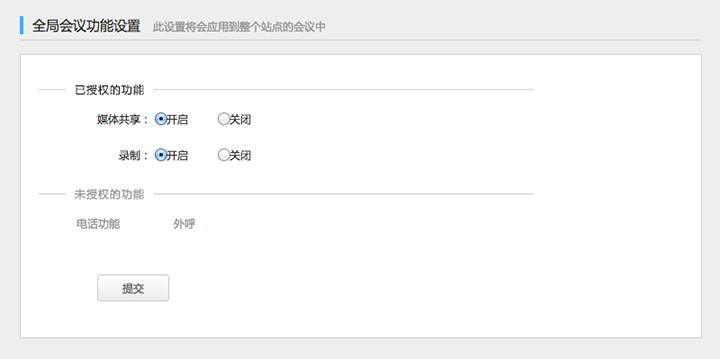 全局会议功能设置 此设置将会应用到整个站点的会议中
已授权的功能
媒体共享： 开启 关闭
录制： 开启 关闭
未授权的功能
电话功能 外呼
提交